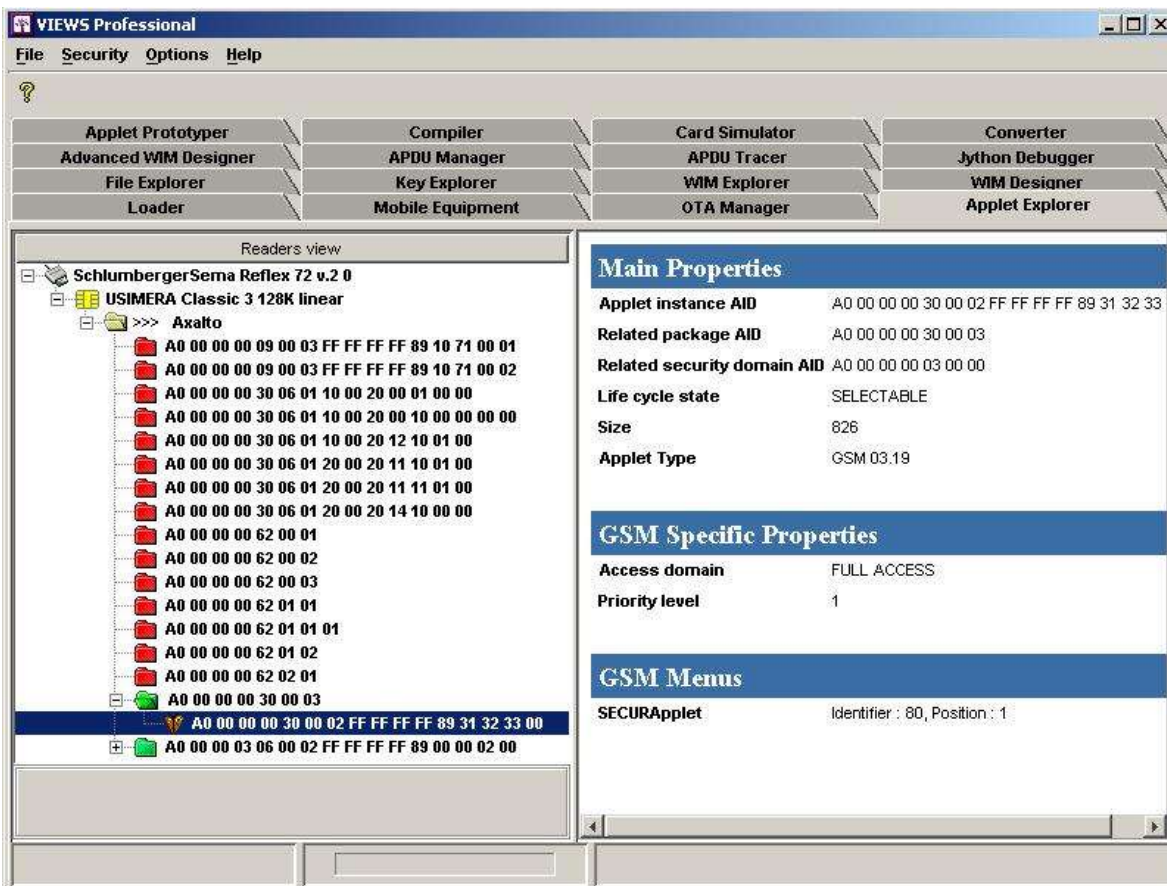 VIEWS Professional
File Security Options Help
Applet Prototyper Compiler Card Simulator Converter
Advanced WIM Designer APDU Manager APDU Tracer Jython Debugger
File Explorer Key Explorer WIM Explorer WIM Designer
Loader Mobile Equipment OTA Manager Applet Explorer
Readers view
SchlumbergerSema Reflex 72 v.2 0
USIMERA Classic 3 128K linear
>>> Axalto
A0 00 00 00 09 00 03 FF FF FF FF 89 10 71 00 01
A0 00 00 00 09 00 03 FF FF FF FF 89 10 71 00 02
A0 00 00 00 30 06 01 10 00 20 00 01 00 00
A0 00 00 00 30 06 01 10 00 20 00 10 00 00 00 00
A0 00 00 00 30 06 01 10 00 20 12 10 01 00
A0 00 00 00 30 06 01 20 00 20 11 10 01 00
A0 00 00 00 30 06 01 20 00 20 11 11 01 00
A0 00 00 00 30 06 01 20 00 20 14 10 00 00
A0 00 00 00 62 00 01
A0 00 00 00 62 00 02
A0 00 00 00 62 00 03
A0 00 00 00 62 01 01
A0 00 00 00 62 01 01 01
A0 00 00 00 62 01 02
A0 00 00 00 62 02 01
A0 00 00 00 30 00 03
A0 00 00 00 30 00 02 FF FF FF FF 89 31 32 33 00
A0 00 00 03 06 00 02 FF FF FF FF 89 00 00 02 00
Main Properties
Applet instance AID A0 00 00 00 30 00 02 FF FF FF FF 89 31 32 33
Related package AID A0 00 00 00 30 00 03
Related security domain AID A0 00 00 00 03 00 00
Life cycle state SELECTABLE
Size 826
Applet Type GSM 03.19
GSM Specific Properties
Access domain FULL ACCESS
Priority level 1
GSM Menus
SECURApplet Identifier : 80, Position : 1